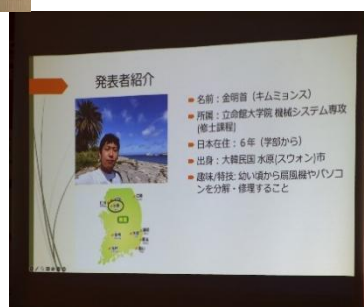 発表者紹介
名前：金明首（キムミョンス）
所属：立命館大学院 機械システム専攻
(修士課程)
日本在住：6年（学部から）
出身：大韓民国 水原(スウォン)市
趣味/特技: 幼い頃から扇風機やパソコ
ンを分解・修理すること